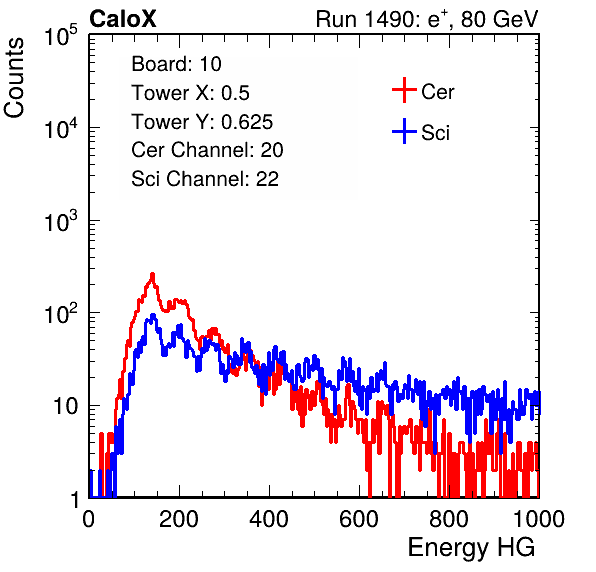 CaloX Run 1490: e⁺, 80 GeV
Counts
10⁵
10⁴
10³
10²
10
1
Board: 10
Tower X: 0.5
Tower Y: 0.625
Cer Channel: 20
Sci Channel: 22
Cer
Sci
0 200 400 600 800 1000
Energy HG